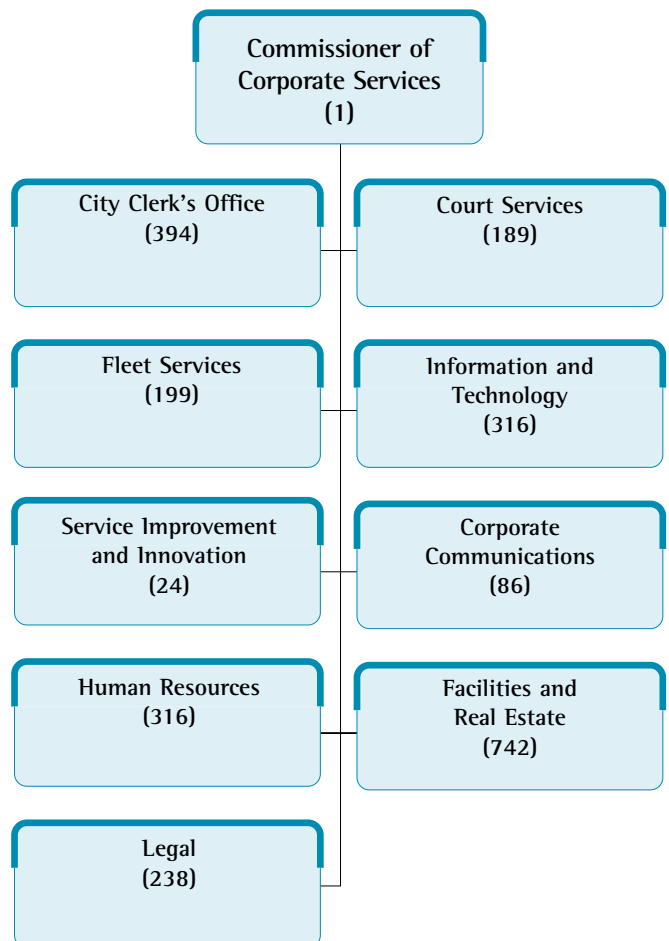 Commissioner of
Corporate Services
(1)
City Clerk's Office
(394)
Court Services
(189)
Fleet Services
(199)
Information and
Technology
(316)
Service Improvement
and Innovation
(24)
Corporate
Communications
(86)
Human Resources
(316)
Facilities and
Real Estate
(742)
Legal
(238)